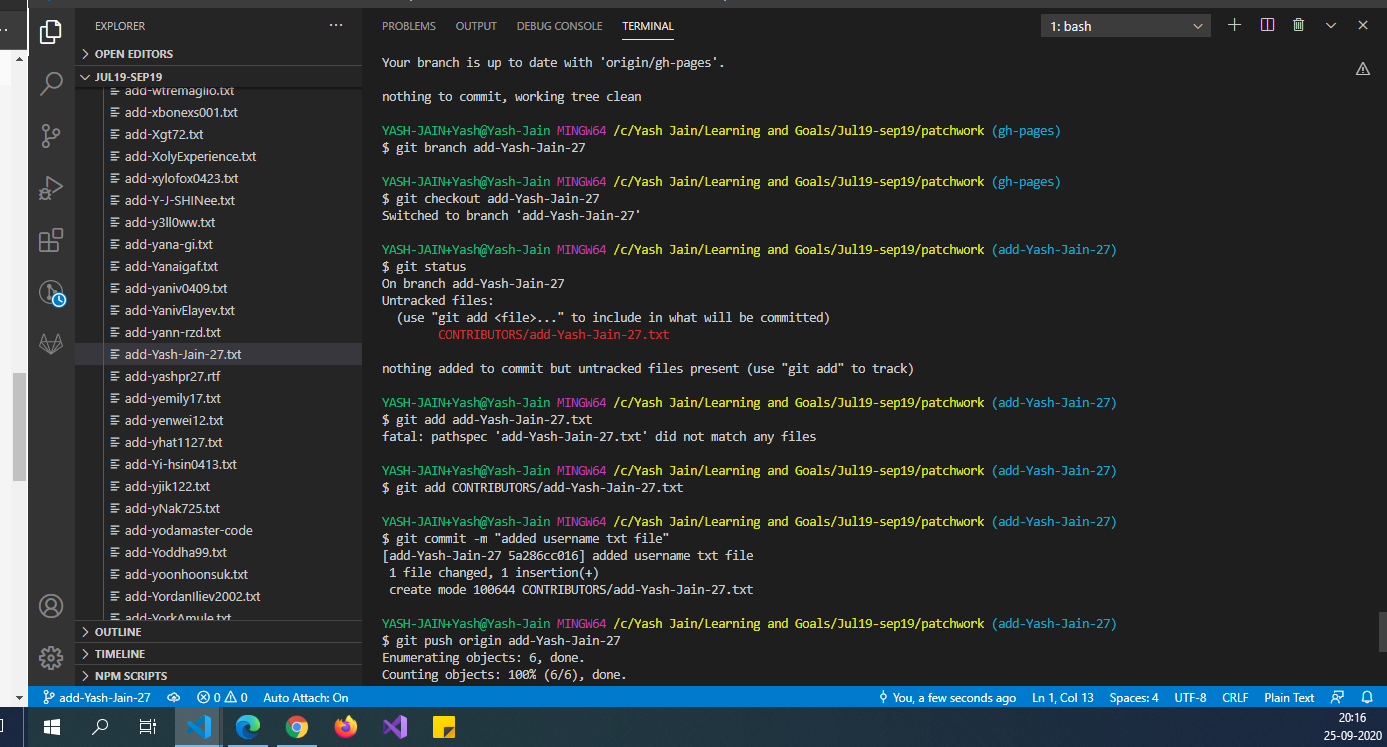 EXPLORER
OPEN EDITORS
JUL19-SEP19
add-wtremaglio.txt
add-xbonexs001.txt
add-Xgt72.txt
add-XolyExperience.txt
add-xylofox0423.txt
add-Y-J-SHINee.txt
add-y3ll0ww.txt
add-yana-gi.txt
add-Yanaigaf.txt
add-yaniv0409.txt
add-YanivElayev.txt
add-yann-rzd.txt
add-Yash-Jain-27.txt
add-yashpr27.rtf
add-yemily17.txt
add-yenwei12.txt
add-yhat1127.txt
add-Yi-hsin0413.txt
add-yjik122.txt
add-yNak725.txt
add-yodamaster-code
add-Yoddha99.txt
add-yoonhoonsuk.txt
add-YordanIliev2002.txt
add-YorkAmule.txt
OUTLINE
TIMELINE
NPM SCRIPTS
PROBLEMS OUTPUT DEBUG CONSOLE TERMINAL
1: bash
Your branch is up to date with 'origin/gh-pages'.
nothing to commit, working tree clean
YASH-JAIN+Yash@Yash-Jain MINGW64 /c/Yash Jain/Learning and Goals/Jul19-sep19/patchwork (gh-pages)
$ git branch add-Yash-Jain-27
YASH-JAIN+Yash@Yash-Jain MINGW64 /c/Yash Jain/Learning and Goals/Jul19-sep19/patchwork (gh-pages)
$ git checkout add-Yash-Jain-27
Switched to branch 'add-Yash-Jain-27'
YASH-JAIN+Yash@Yash-Jain MINGW64 /c/Yash Jain/Learning and Goals/Jul19-sep19/patchwork (add-Yash-Jain-27)
$ git status
On branch add-Yash-Jain-27
Untracked files:
(use "git add <file>..." to include in what will be committed)
CONTRIBUTORS/add-Yash-Jain-27.txt
nothing added to commit but untracked files present (use "git add" to track)
YASH-JAIN+Yash@Yash-Jain MINGW64 /c/Yash Jain/Learning and Goals/Jul19-sep19/patchwork (add-Yash-Jain-27)
$ git add add-Yash-Jain-27.txt
fatal: pathspec 'add-Yash-Jain-27.txt' did not match any files
YASH-JAIN+Yash@Yash-Jain MINGW64 /c/Yash Jain/Learning and Goals/Jul19-sep19/patchwork (add-Yash-Jain-27)
$ git add CONTRIBUTORS/add-Yash-Jain-27.txt
YASH-JAIN+Yash@Yash-Jain MINGW64 /c/Yash Jain/Learning and Goals/Jul19-sep19/patchwork (add-Yash-Jain-27)
$ git commit -m "added username txt file"
[add-Yash-Jain-27 5a286cc016] added username txt file
1 file changed, 1 insertion(+)
create mode 100644 CONTRIBUTORS/add-Yash-Jain-27.txt
YASH-JAIN+Yash@Yash-Jain MINGW64 /c/Yash Jain/Learning and Goals/Jul19-sep19/patchwork (add-Yash-Jain-27)
$ git push origin add-Yash-Jain-27
Enumerating objects: 6, done.
Counting objects: 100% (6/6), done.
add-Yash-Jain-27 0 0 Auto Attach: On You, a few seconds ago Ln 1, Col 13 Spaces: 4 UTF-8 CRLF Plain Text
20:16
25-09-2020